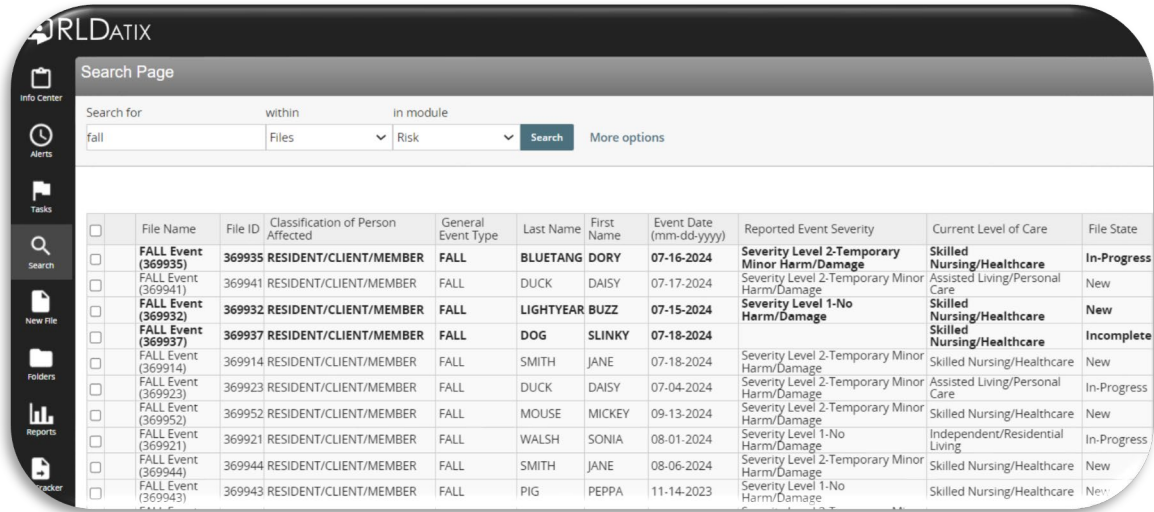 RLDATIX
Search Page
Info Center
Alerts
Tasks
Search
New File
Folders
Reports
Tracker
Search for within in module
fall Files Risk Search More options
File Name File ID Classification of Person Affected General Event Type Last Name First Name Event Date (mm-dd-yyyy) Reported Event Severity Current Level of Care File State
FALL Event (369935) 369935 RESIDENT/CLIENT/MEMBER FALL BLUETANG DORY 07-16-2024 Severity Level 2-Temporary Minor Harm/Damage Skilled Nursing/Healthcare In-Progress
FALL Event (369941) 369941 RESIDENT/CLIENT/MEMBER FALL DUCK DAISY 07-17-2024 Severity Level 2-Temporary Minor Harm/Damage Assisted Living/Personal Care New
FALL Event (369932) 369932 RESIDENT/CLIENT/MEMBER FALL LIGHTYEAR BUZZ 07-15-2024 Severity Level 1-No Harm/Damage Skilled Nursing/Healthcare New
FALL Event (369937) 369937 RESIDENT/CLIENT/MEMBER FALL DOG SLINKY 07-18-2024 Skilled Nursing/Healthcare Incomplete
FALL Event (369914) 369914 RESIDENT/CLIENT/MEMBER FALL SMITH JANE 07-18-2024 Severity Level 2-Temporary Minor Harm/Damage Skilled Nursing/Healthcare New
FALL Event (369923) 369923 RESIDENT/CLIENT/MEMBER FALL DUCK DAISY 07-04-2024 Severity Level 2-Temporary Minor Harm/Damage Assisted Living/Personal Care In-Progress
FALL Event (369952) 369952 RESIDENT/CLIENT/MEMBER FALL MOUSE MICKEY 09-13-2024 Severity Level 2-Temporary Minor Harm/Damage Skilled Nursing/Healthcare New
FALL Event (369921) 369921 RESIDENT/CLIENT/MEMBER FALL WALSH SONIA 08-01-2024 Severity Level 1-No Harm/Damage Independent/Residential Living In-Progress
FALL Event (369944) 369944 RESIDENT/CLIENT/MEMBER FALL SMITH JANE 08-06-2024 Severity Level 2-Temporary Minor Harm/Damage Skilled Nursing/Healthcare New
FALL Event (369943) 369943 RESIDENT/CLIENT/MEMBER FALL PIG PEPPA 11-14-2023 Severity Level 1-No Harm/Damage Skilled Nursing/Healthcare New